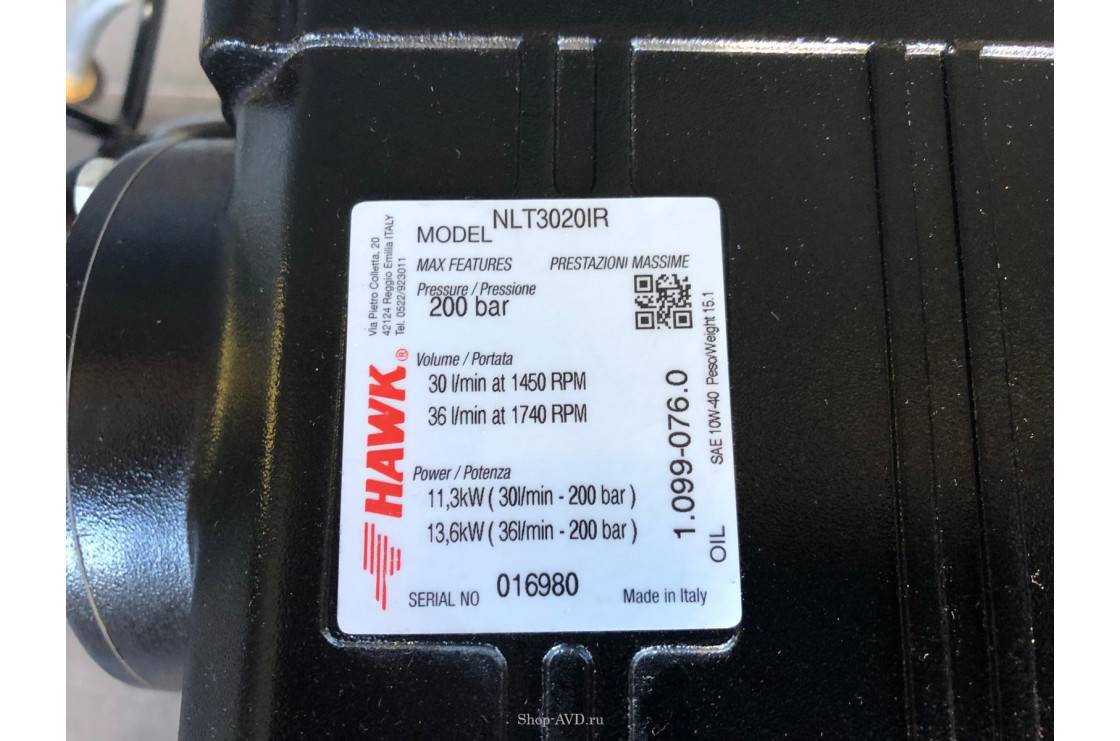 MODEL NLT3020IR
MAX FEATURES PRESTAZIONI MASSIME
Pressure / Pressione
200 bar
Volume / Portata
30 l/min at 1450 RPM
36 l/min at 1740 RPM
Power / Potenza
11,3kW ( 30l/min - 200 bar )
13,6kW ( 36l/min - 200 bar )
SERIAL NO 016980
Made in Italy
Via Pietro Colletta, 20
42124 Reggio Emilia ITALY
Tel. 0522/923011
HAWK®
1.099-076.0
OIL SAE 10W-40 Peso/Weight 15.1
Shop-AVD.ru